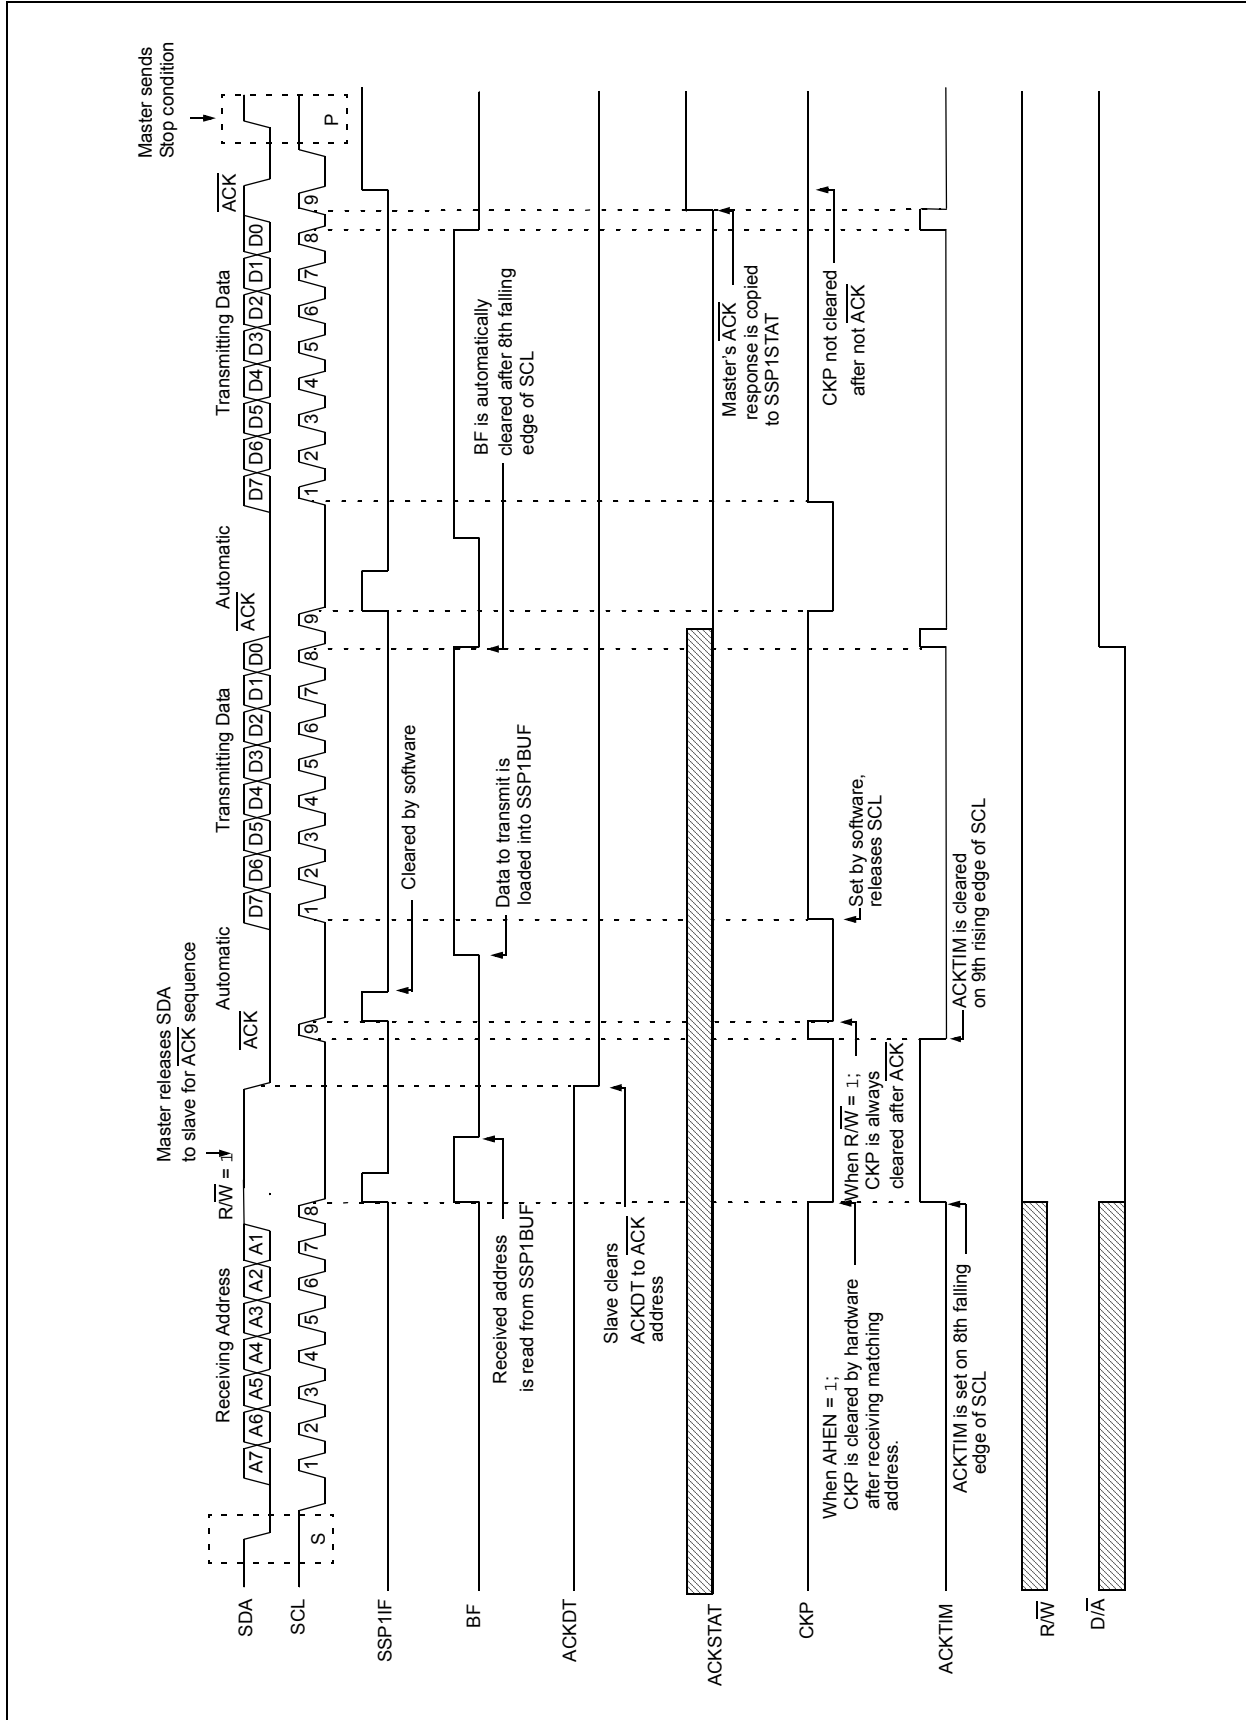 Master releases SDA
to slave for ACK sequence
Master sends
Stop condition
Receiving Address
R/W = 1
ACK
Automatic
Transmitting Data
ACK
Automatic
Transmitting Data
ACK
SDA
A7 A6 A5 A4 A3 A2 A1
D7 D6 D5 D4 D3 D2 D1 D0
D7 D6 D5 D4 D3 D2 D1 D0
SCL
S
1 2 3 4 5 6 7 8 9
1 2 3 4 5 6 7 8 9
1 2 3 4 5 6 7 8 9
P
SSP1IF
Cleared by software
BF
Received address
is read from SSP1BUF
Data to transmit is
loaded into SSP1BUF
BF is automatically
cleared after 8th falling
edge of SCL
ACKDT
Slave clears
ACKDT to ACK
address
ACKSTAT
Master's ACK
response is copied
to SSP1STAT
CKP
When AHEN = 1;
CKP is cleared by hardware
after receiving matching
address.
When R/W = 1;
CKP is always
cleared after ACK
Set by software,
releases SCL
CKP not cleared
after not ACK
ACKTIM
ACKTIM is set on 8th falling
edge of SCL
ACKTIM is cleared
on 9th rising edge of SCL
R/W
D/A